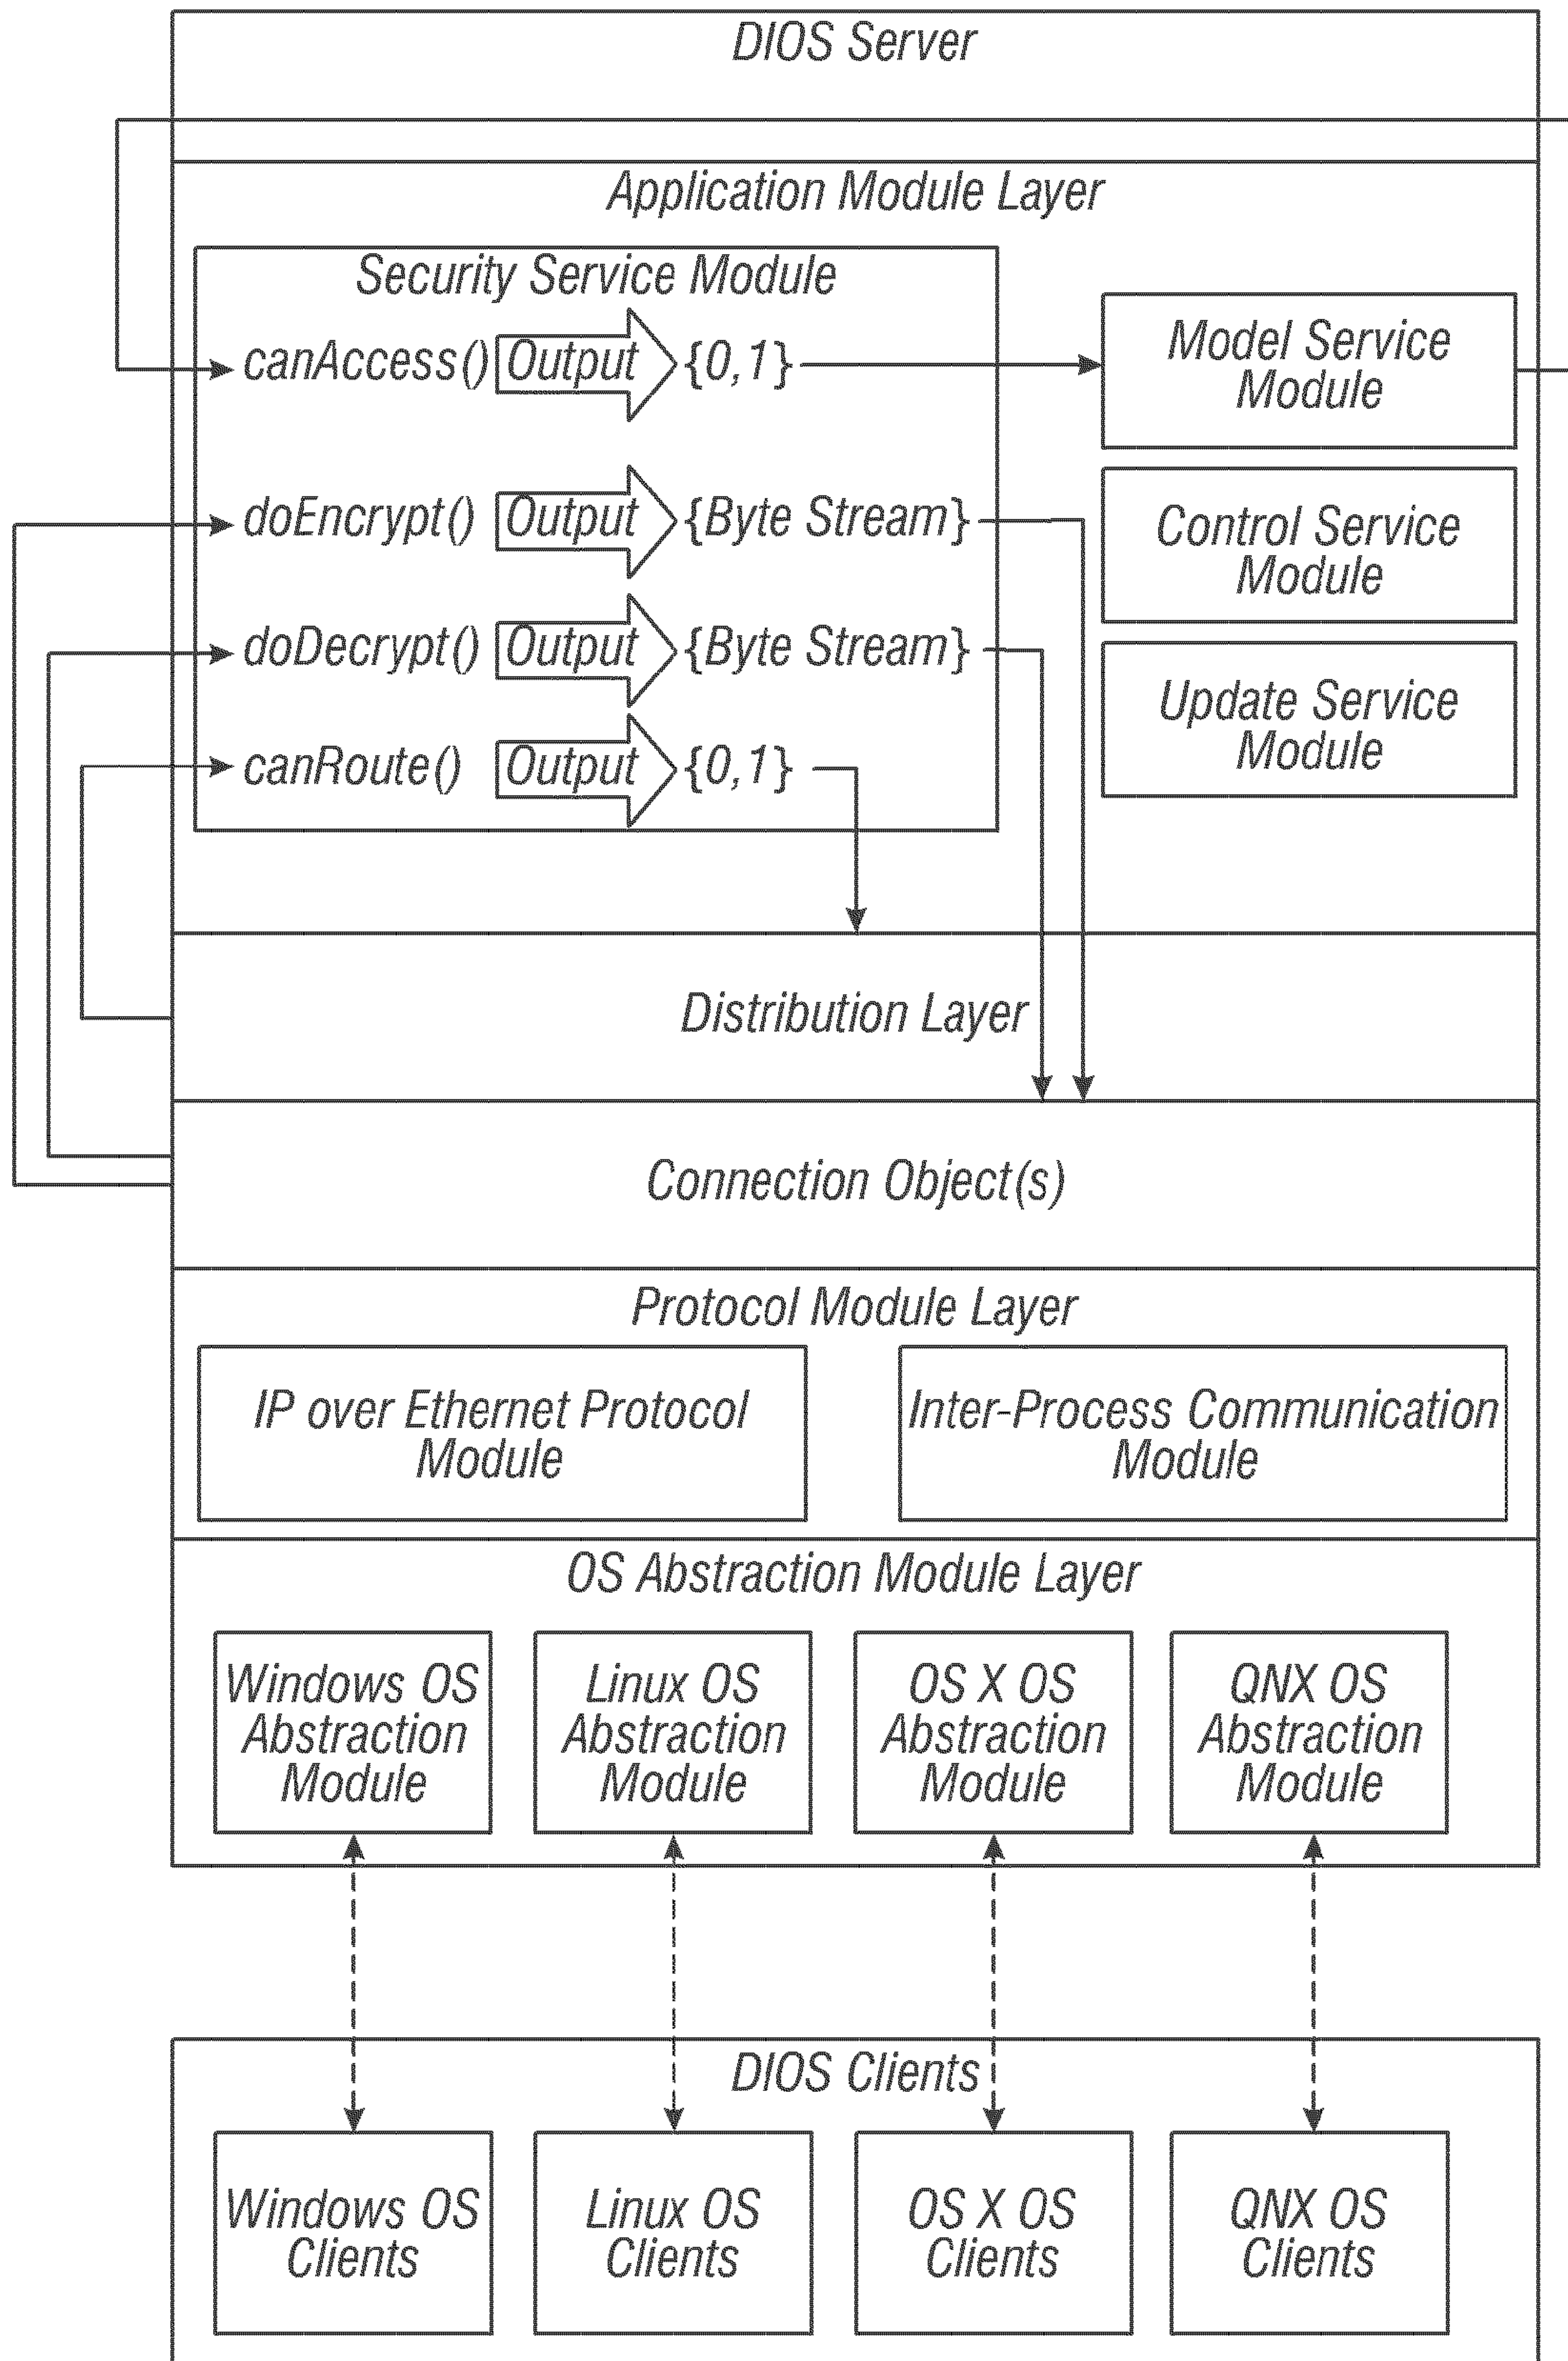 DIOS Server
Application Module Layer
Security Service Module
canAccess() Output {0,1}
doEncrypt() Output {Byte Stream}
doDecrypt() Output {Byte Stream}
canRoute() Output {0,1}
Model Service
Module
Control Service
Module
Update Service
Module
Distribution Layer
Connection Object(s)
Protocol Module Layer
IP over Ethernet Protocol
Module
Inter-Process Communication
Module
OS Abstraction Module Layer
Windows OS
Abstraction
Module
Linux OS
Abstraction
Module
OS X OS
Abstraction
Module
QNX OS
Abstraction
Module
DIOS Clients
Windows OS
Clients
Linux OS
Clients
OS X OS
Clients
QNX OS
Clients